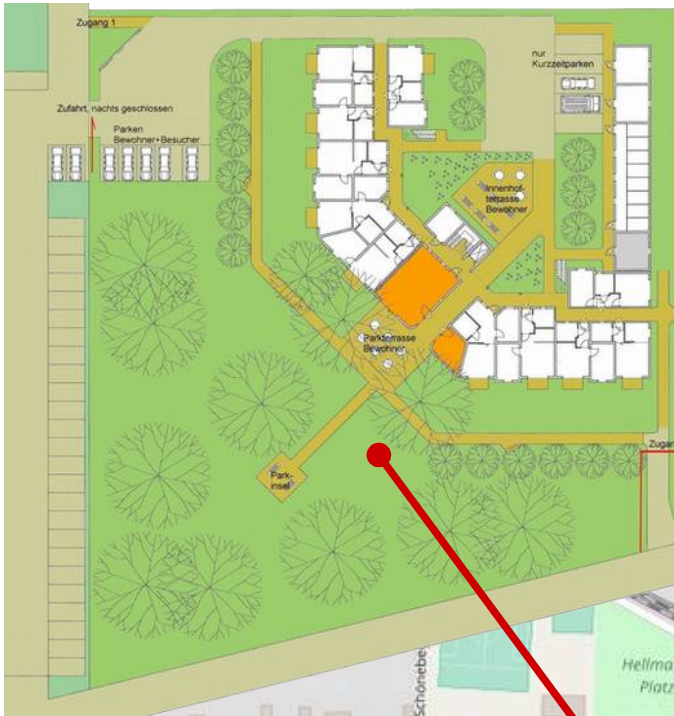 Zugang 1
nur
Kurzzeitparken
Zufahrt, nachts geschlossen
Parken
Bewohner+Besucher
Innenhof-
terrasse
Bewohner
Parkterrasse
Bewohner
Zugan
Park-
insel
Schönebe
Hellma
Platz